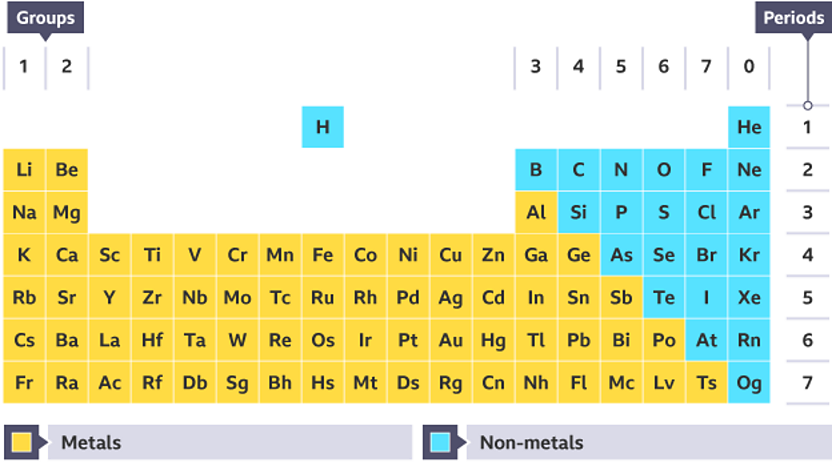 Groups Periods
1 2 3 4 5 6 7 0
H He 1
Li Be B C N O F Ne 2
Na Mg Al Si P S Cl Ar 3
K Ca Sc Ti V Cr Mn Fe Co Ni Cu Zn Ga Ge As Se Br Kr 4
Rb Sr Y Zr Nb Mo Tc Ru Rh Pd Ag Cd In Sn Sb Te I Xe 5
Cs Ba La Hf Ta W Re Os Ir Pt Au Hg Tl Pb Bi Po At Rn 6
Fr Ra Ac Rf Db Sg Bh Hs Mt Ds Rg Cn Nh Fl Mc Lv Ts Og 7
Metals Non-metals